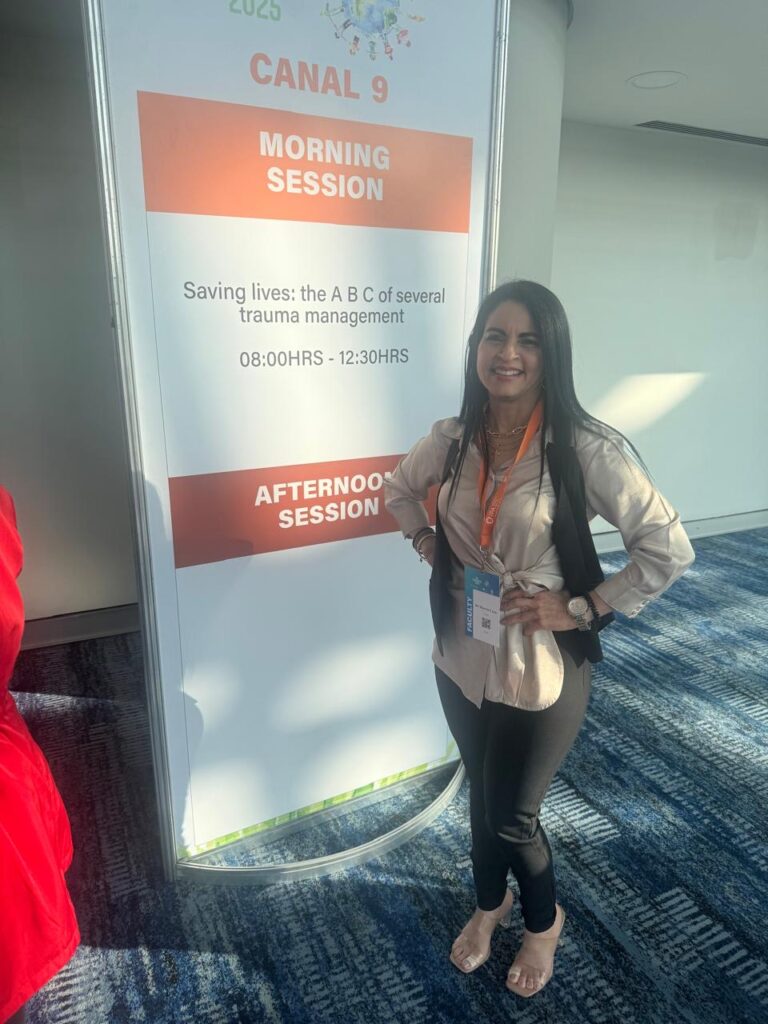 2025
CANAL 9
MORNING
SESSION
Saving lives: the A B C of several
trauma management
08:00HRS - 12:30HRS
AFTERNOON
SESSION
FACULTY